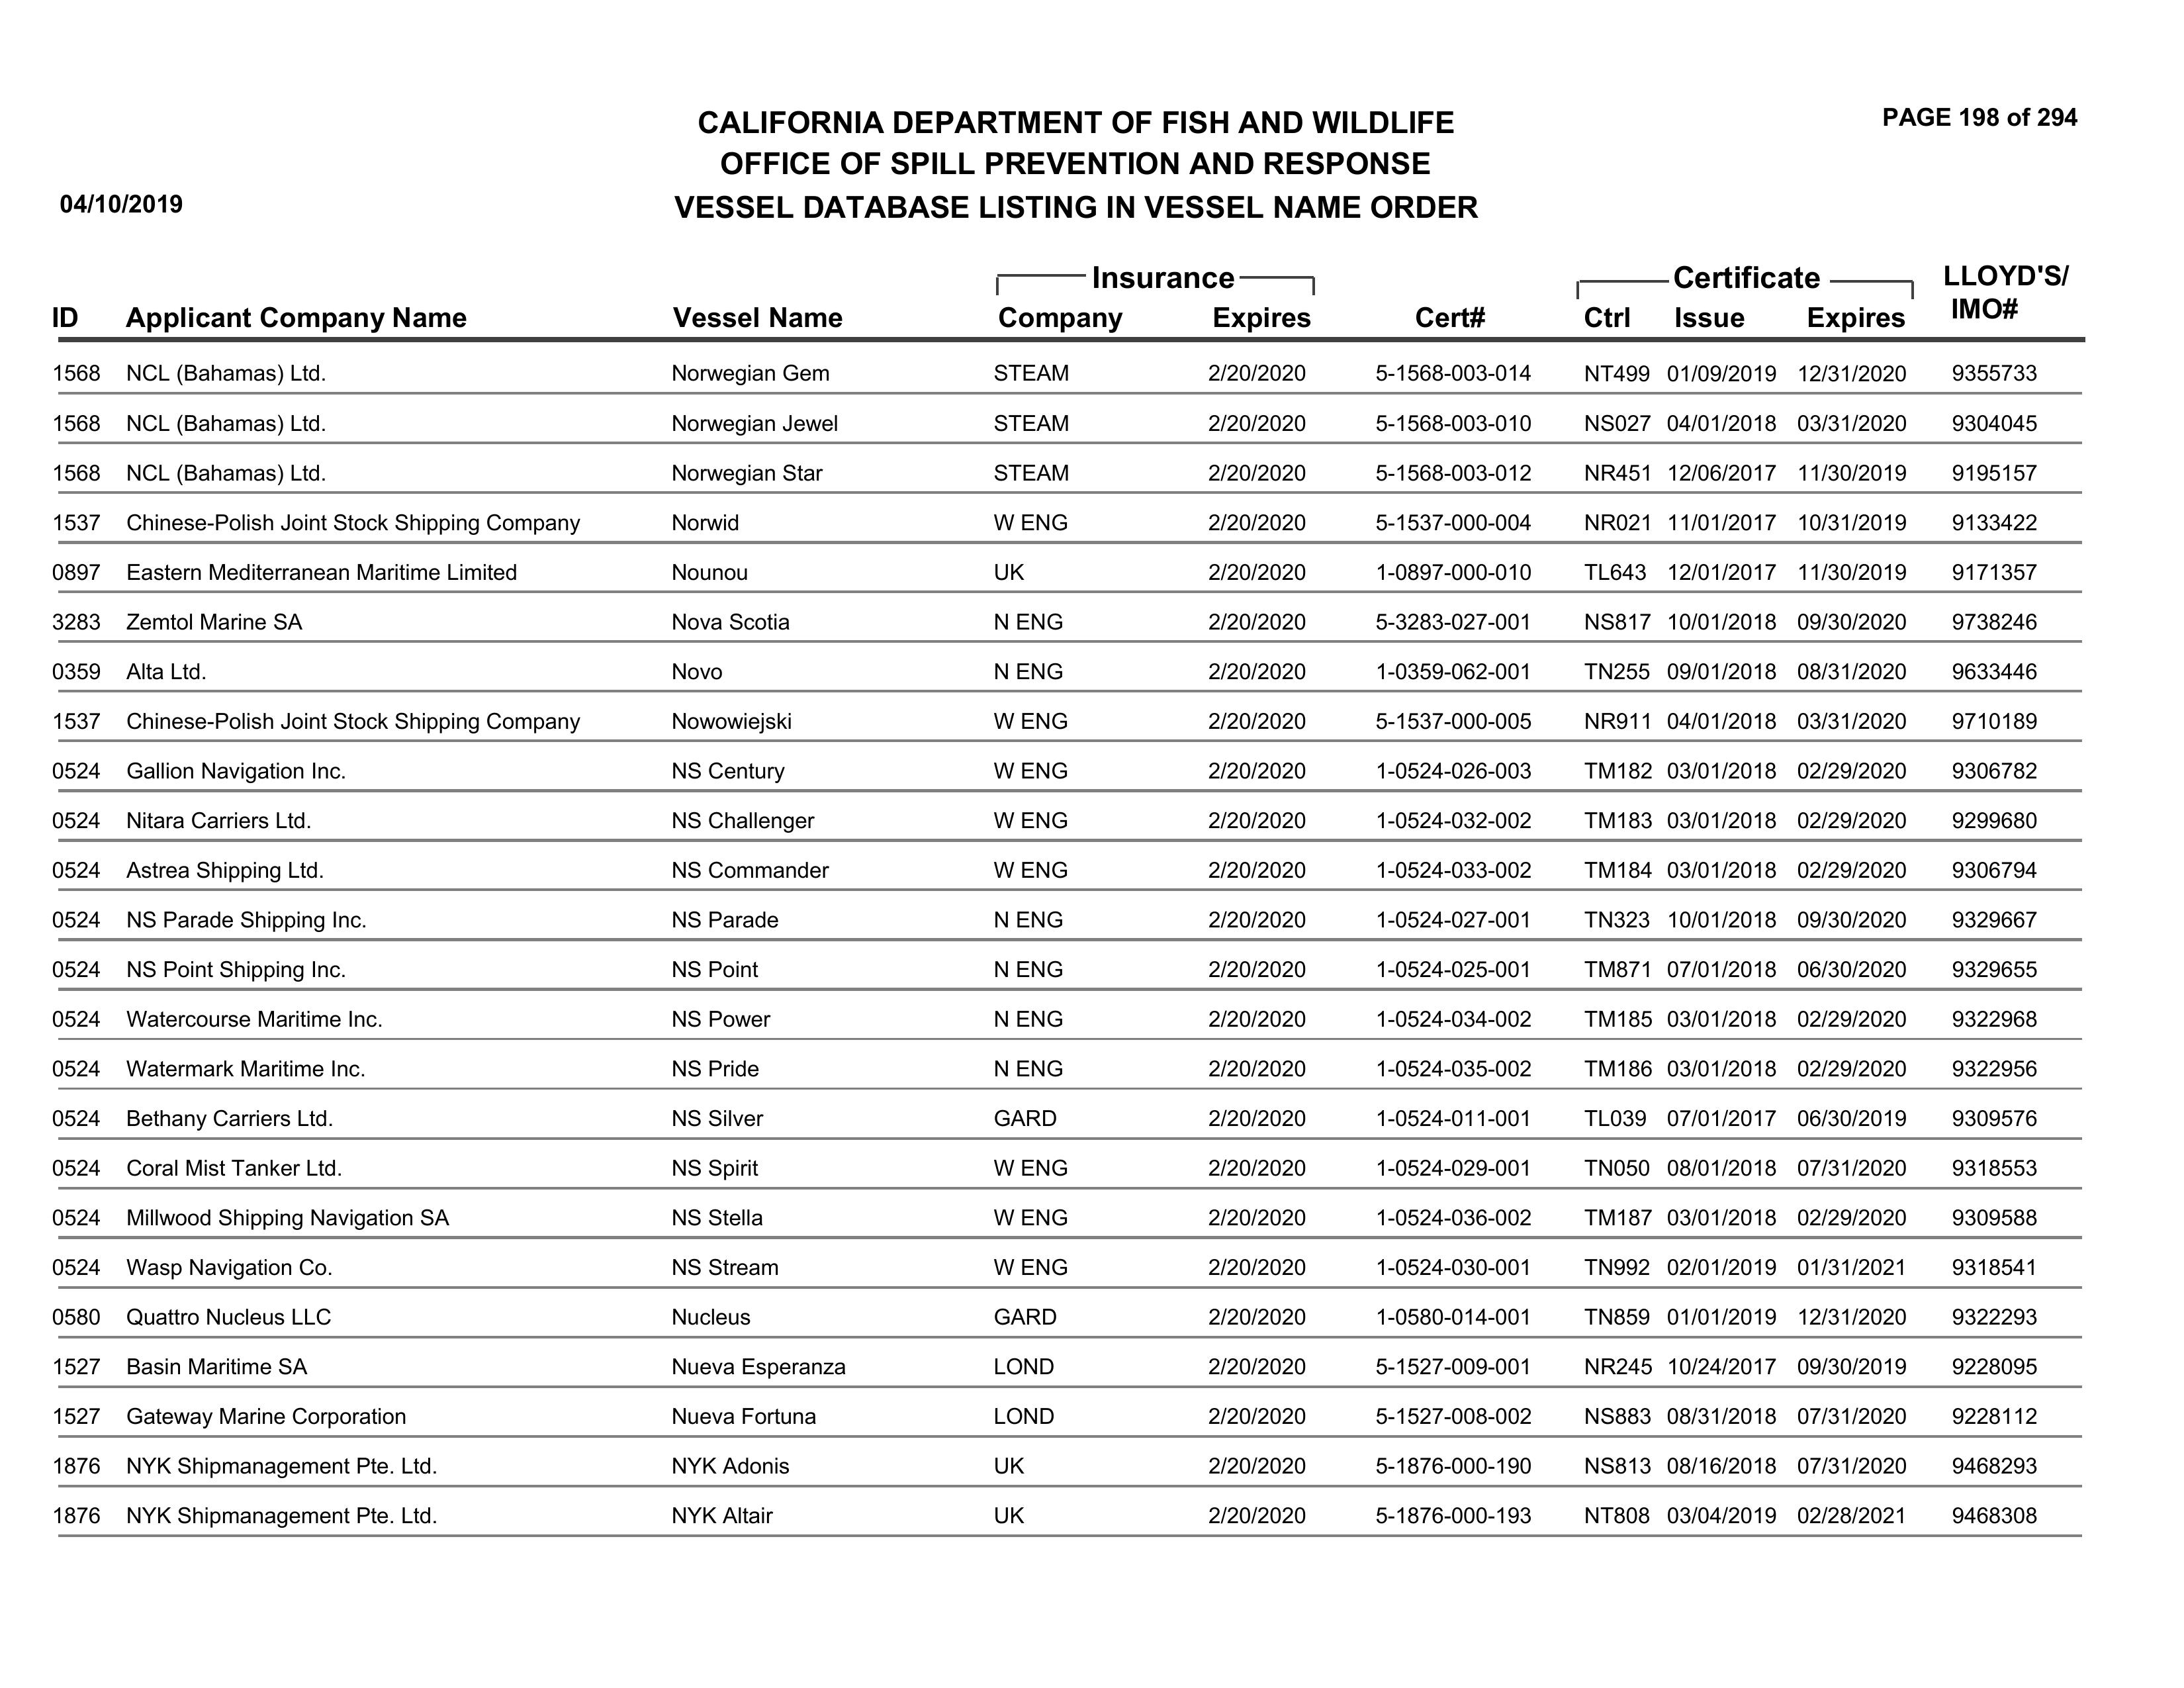 PAGE 198 of 294
CALIFORNIA DEPARTMENT OF FISH AND WILDLIFE
OFFICE OF SPILL PREVENTION AND RESPONSE
04/10/2019 VESSEL DATABASE LISTING IN VESSEL NAME ORDER
Insurance Certificate LLOYD'S/
ID Applicant Company Name Vessel Name Company Expires Cert# Ctrl Issue Expires IMO#
1568 NCL (Bahamas) Ltd. Norwegian Gem STEAM 2/20/2020 5-1568-003-014 NT499 01/09/2019 12/31/2020 9355733
1568 NCL (Bahamas) Ltd. Norwegian Jewel STEAM 2/20/2020 5-1568-003-010 NS027 04/01/2018 03/31/2020 9304045
1568 NCL (Bahamas) Ltd. Norwegian Star STEAM 2/20/2020 5-1568-003-012 NR451 12/06/2017 11/30/2019 9195157
1537 Chinese-Polish Joint Stock Shipping Company Norwid W ENG 2/20/2020 5-1537-000-004 NR021 11/01/2017 10/31/2019 9133422
0897 Eastern Mediterranean Maritime Limited Nounou UK 2/20/2020 1-0897-000-010 TL643 12/01/2017 11/30/2019 9171357
3283 Zemtol Marine SA Nova Scotia N ENG 2/20/2020 5-3283-027-001 NS817 10/01/2018 09/30/2020 9738246
0359 Alta Ltd. Novo N ENG 2/20/2020 1-0359-062-001 TN255 09/01/2018 08/31/2020 9633446
1537 Chinese-Polish Joint Stock Shipping Company Nowowiejski W ENG 2/20/2020 5-1537-000-005 NR911 04/01/2018 03/31/2020 9710189
0524 Gallion Navigation Inc. NS Century W ENG 2/20/2020 1-0524-026-003 TM182 03/01/2018 02/29/2020 9306782
0524 Nitara Carriers Ltd. NS Challenger W ENG 2/20/2020 1-0524-032-002 TM183 03/01/2018 02/29/2020 9299680
0524 Astrea Shipping Ltd. NS Commander W ENG 2/20/2020 1-0524-033-002 TM184 03/01/2018 02/29/2020 9306794
0524 NS Parade Shipping Inc. NS Parade N ENG 2/20/2020 1-0524-027-001 TN323 10/01/2018 09/30/2020 9329667
0524 NS Point Shipping Inc. NS Point N ENG 2/20/2020 1-0524-025-001 TM871 07/01/2018 06/30/2020 9329655
0524 Watercourse Maritime Inc. NS Power N ENG 2/20/2020 1-0524-034-002 TM185 03/01/2018 02/29/2020 9322968
0524 Watermark Maritime Inc. NS Pride N ENG 2/20/2020 1-0524-035-002 TM186 03/01/2018 02/29/2020 9322956
0524 Bethany Carriers Ltd. NS Silver GARD 2/20/2020 1-0524-011-001 TL039 07/01/2017 06/30/2019 9309576
0524 Coral Mist Tanker Ltd. NS Spirit W ENG 2/20/2020 1-0524-029-001 TN050 08/01/2018 07/31/2020 9318553
0524 Millwood Shipping Navigation SA NS Stella W ENG 2/20/2020 1-0524-036-002 TM187 03/01/2018 02/29/2020 9309588
0524 Wasp Navigation Co. NS Stream W ENG 2/20/2020 1-0524-030-001 TN992 02/01/2019 01/31/2021 9318541
0580 Quattro Nucleus LLC Nucleus GARD 2/20/2020 1-0580-014-001 TN859 01/01/2019 12/31/2020 9322293
1527 Basin Maritime SA Nueva Esperanza LOND 2/20/2020 5-1527-009-001 NR245 10/24/2017 09/30/2019 9228095
1527 Gateway Marine Corporation Nueva Fortuna LOND 2/20/2020 5-1527-008-002 NS883 08/31/2018 07/31/2020 9228112
1876 NYK Shipmanagement Pte. Ltd. NYK Adonis UK 2/20/2020 5-1876-000-190 NS813 08/16/2018 07/31/2020 9468293
1876 NYK Shipmanagement Pte. Ltd. NYK Altair UK 2/20/2020 5-1876-000-193 NT808 03/04/2019 02/28/2021 9468308